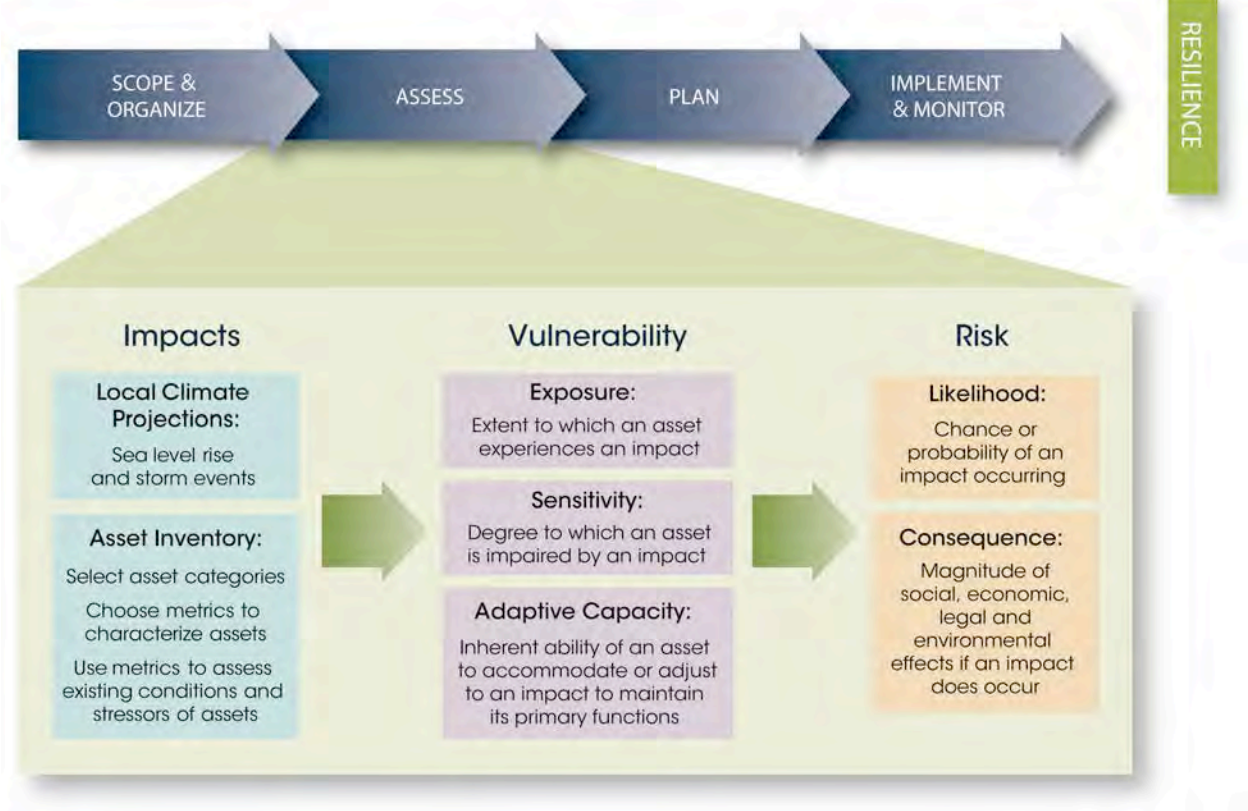 SCOPE &
ORGANIZE
ASSESS
PLAN
IMPLEMENT
& MONITOR
RESILIENCE
Impacts
Local Climate
Projections:
Sea level rise
and storm events
Asset Inventory:
Select asset categories
Choose metrics to
characterize assets
Use metrics to assess
existing conditions and
stressors of assets
Vulnerability
Exposure:
Extent to which an asset
experiences an impact
Sensitivity:
Degree to which an asset
is impaired by an impact
Adaptive Capacity:
Inherent ability of an asset
to accommodate or adjust
to an impact to maintain
its primary functions
Risk
Likelihood:
Chance or
probability of an
impact occurring
Consequence:
Magnitude of
social, economic,
legal and
environmental
effects if an impact
does occur